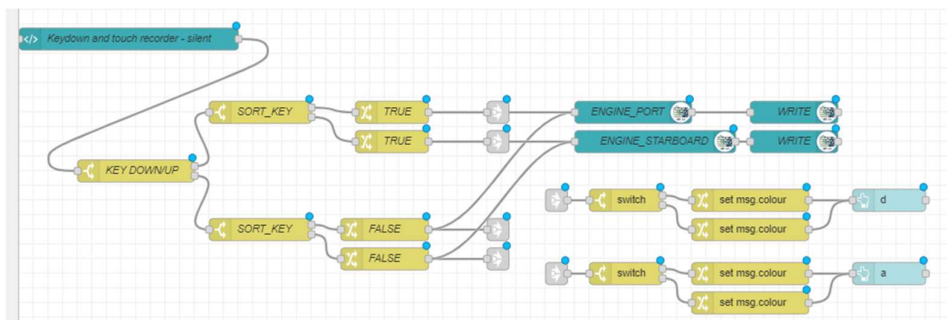 </> Keydown and touch recorder - silent
SORT_KEY
TRUE
ENGINE_PORT
WRITE
TRUE
ENGINE_STARBOARD
WRITE
KEY DOWN/UP
switch
set msg.colour
d
SORT_KEY
FALSE
set msg.colour
FALSE
switch
set msg.colour
a
set msg.colour